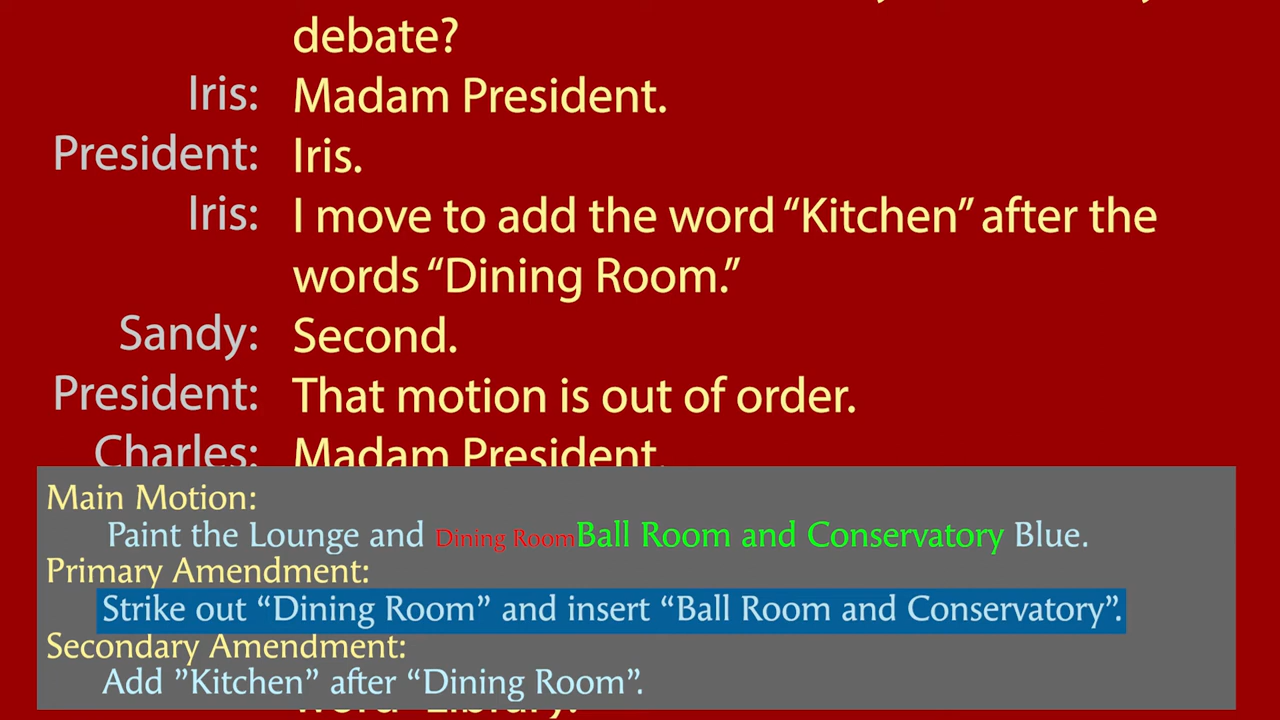 debate?
Iris: Madam President.
President: Iris.
Iris: I move to add the word “Kitchen” after the
words “Dining Room.”
Sandy: Second.
President: That motion is out of order.
Charles: Madam President.
Main Motion:
Paint the Lounge and Dining RoomBall Room and Conservatory Blue.
Primary Amendment:
Strike out “Dining Room” and insert “Ball Room and Conservatory”.
Secondary Amendment:
Add ”Kitchen” after “Dining Room”.